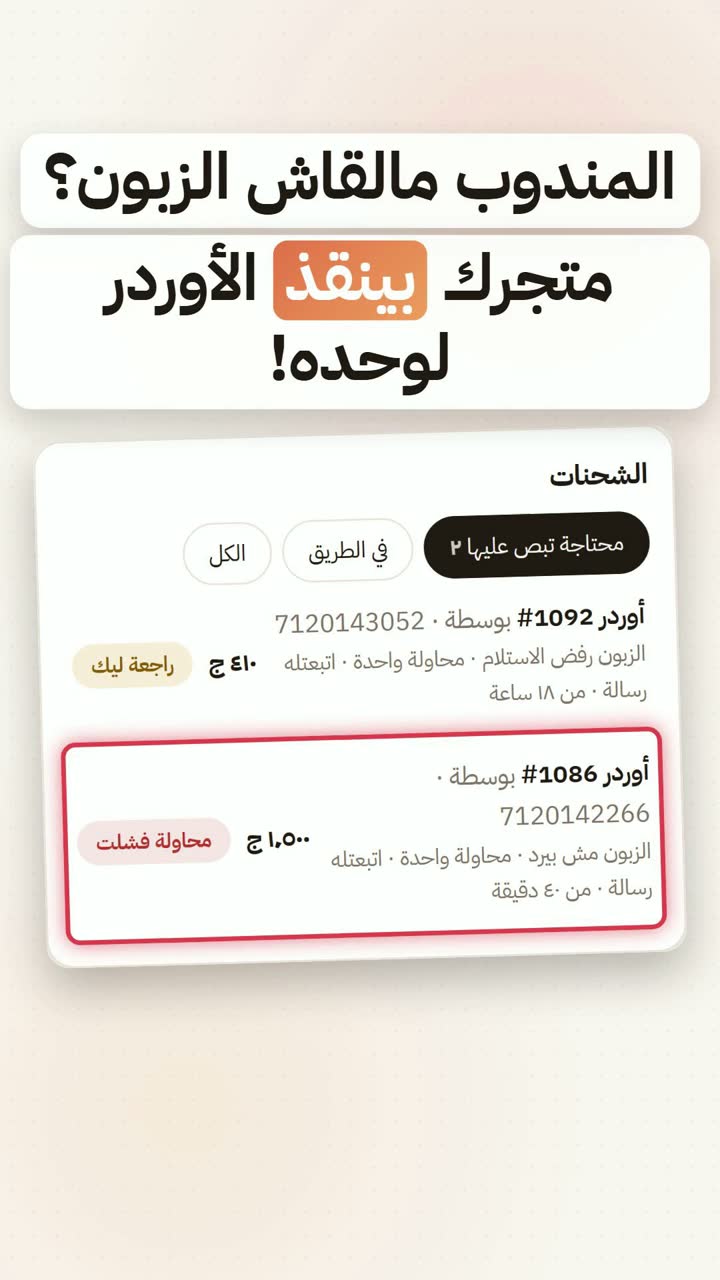 المندوب مالقاش الزبون؟
متجرك بينقذ الأوردر
لوحده!
الشحنات
محتاجة تبص عليها ٢
في الطريق
الكل
أوردر 1092# بوسطة · 7120143052
الزبون رفض الاستلام · محاولة واحدة · اتبعتله
رسالة · من ١٨ ساعة
٤١٠ ج
راجعة ليك
أوردر 1086# بوسطة ·
7120142266
الزبون مش بيرد · محاولة واحدة · اتبعتله
رسالة · من ٤٠ دقيقة
١,٥٠٠ ج
محاولة فشلت